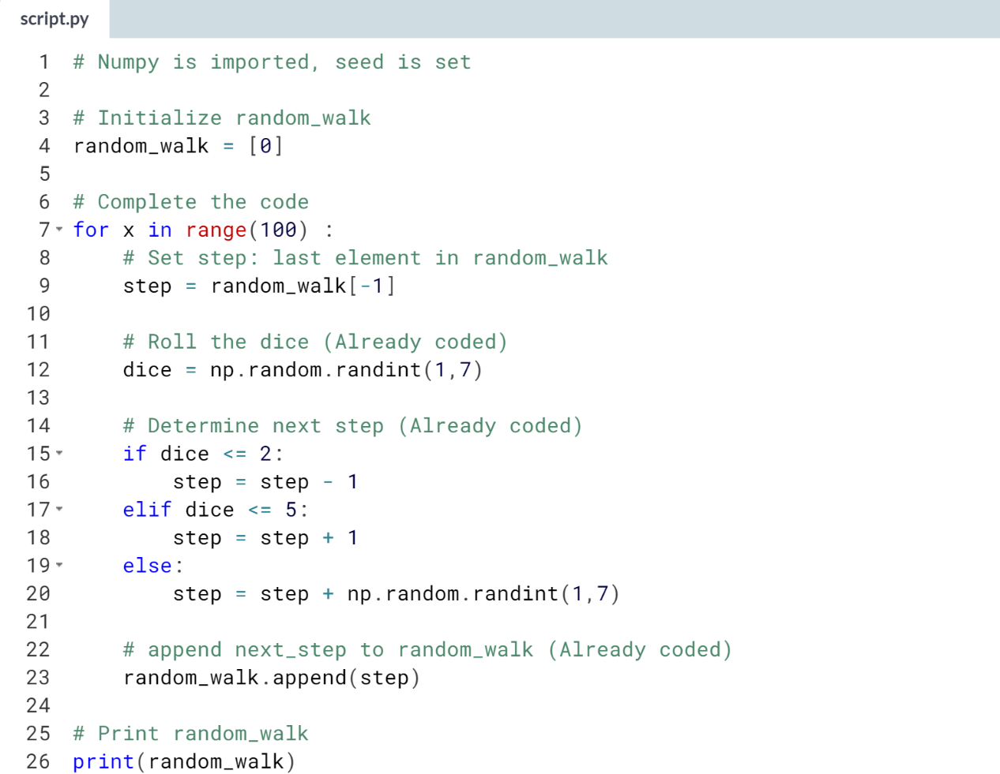 script.py
1 # Numpy is imported, seed is set
2
3 # Initialize random_walk
4 random_walk = [0]
5
6 # Complete the code
7 for x in range(100) :
8     # Set step: last element in random_walk
9     step = random_walk[-1]
10
11     # Roll the dice (Already coded)
12     dice = np.random.randint(1,7)
13
14     # Determine next step (Already coded)
15     if dice <= 2:
16         step = step - 1
17     elif dice <= 5:
18         step = step + 1
19     else:
20         step = step + np.random.randint(1,7)
21
22     # append next_step to random_walk (Already coded)
23     random_walk.append(step)
24
25 # Print random_walk
26 print(random_walk)